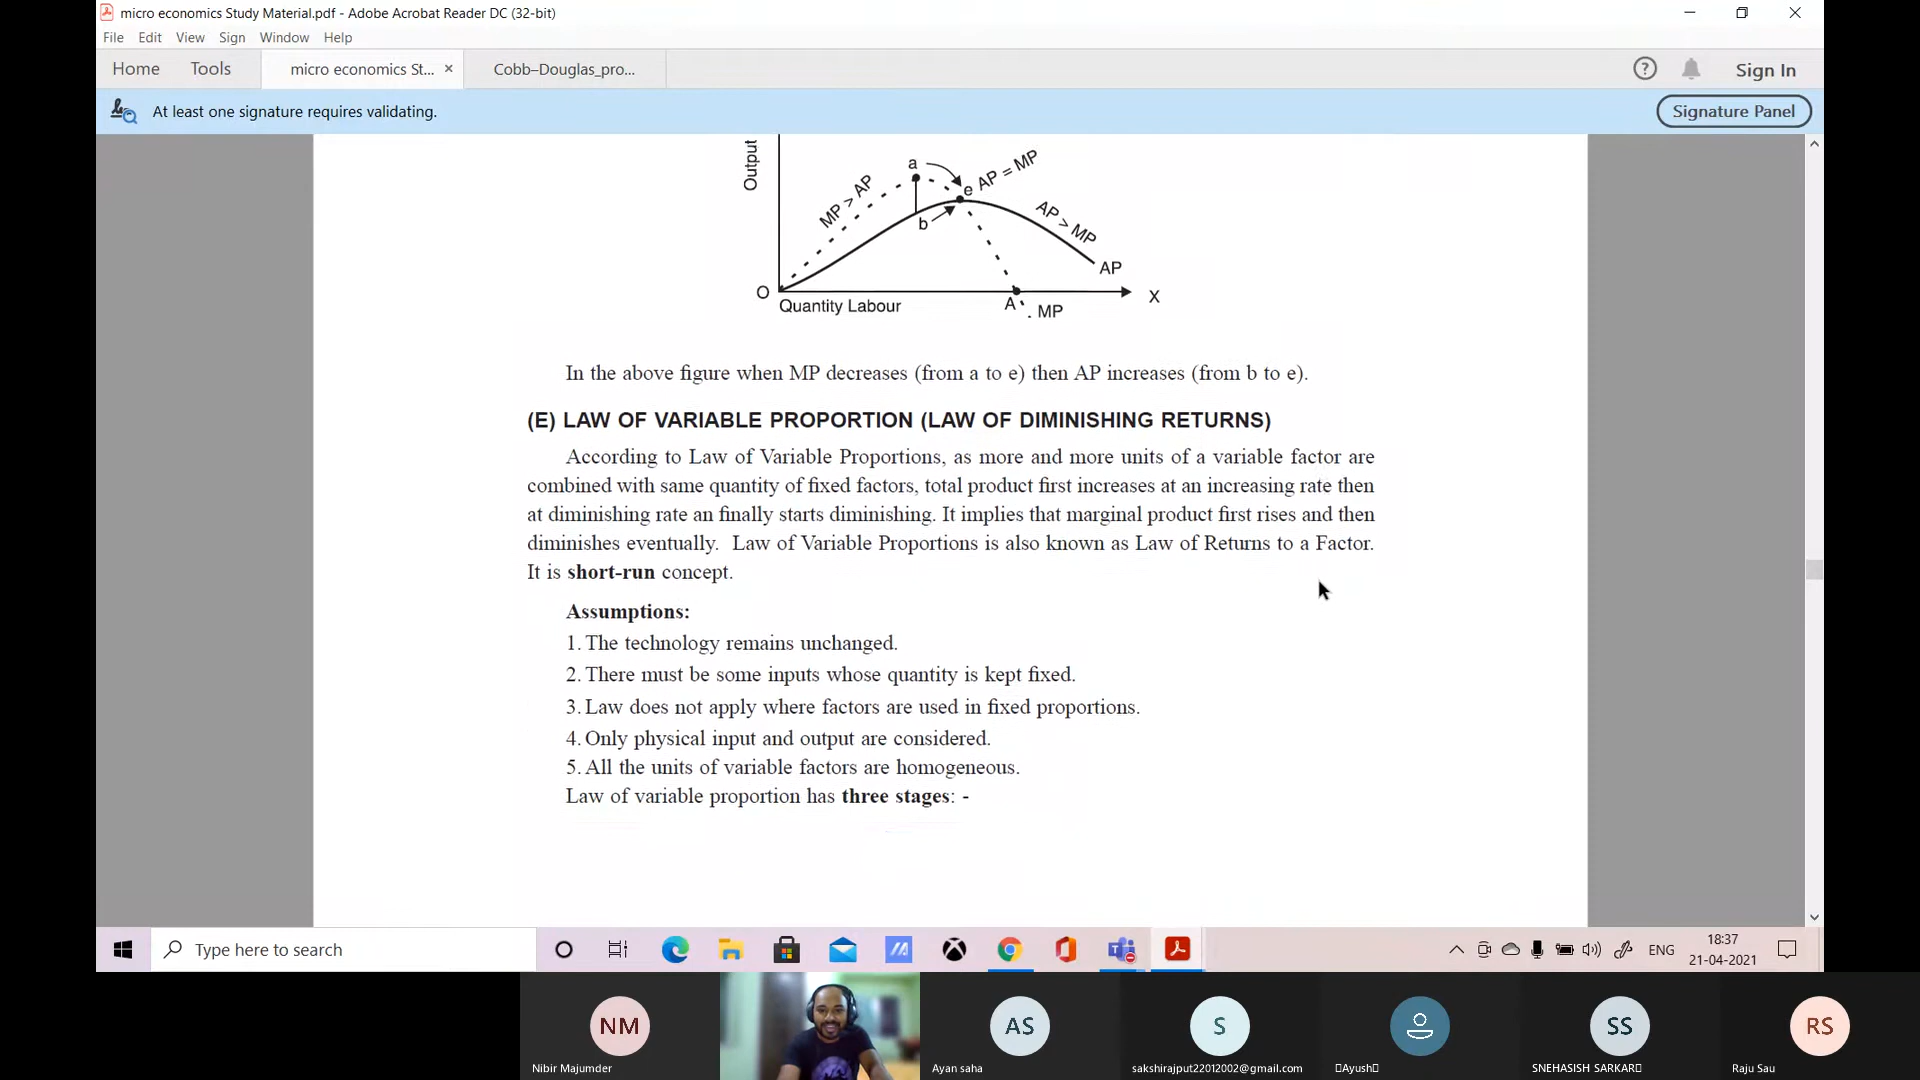 micro economics Study Material.pdf - Adobe Acrobat Reader DC (32-bit)
File Edit View Sign Window Help
Home Tools micro economics St... × Cobb–Douglas_pro... Sign In
At least one signature requires validating. Signature Panel
Output
a
MP > AP
e AP = MP
b
AP > MP
AP
O
Quantity Labour
A
MP
X
In the above figure when MP decreases (from a to e) then AP increases (from b to e).
(E) LAW OF VARIABLE PROPORTION (LAW OF DIMINISHING RETURNS)
According to Law of Variable Proportions, as more and more units of a variable factor are
combined with same quantity of fixed factors, total product first increases at an increasing rate then
at diminishing rate an finally starts diminishing. It implies that marginal product first rises and then
diminishes eventually. Law of Variable Proportions is also known as Law of Returns to a Factor.
It is short-run concept.
Assumptions:
1. The technology remains unchanged.
2. There must be some inputs whose quantity is kept fixed.
3. Law does not apply where factors are used in fixed proportions.
4. Only physical input and output are considered.
5. All the units of variable factors are homogeneous.
Law of variable proportion has three stages: -
Type here to search
ENG
18:37
21-04-2021
NM
AS
S
SS
RS
Nibir Majumder
Ayan saha
sakshirajput22012002@gmail.com
Ayush
SNEHASISH SARKAR
Raju Sau